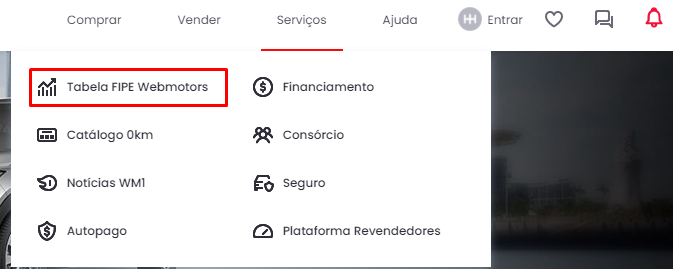 Comprar
Vender
Serviços
Ajuda
Entrar
Tabela FIPE Webmotors
Financiamento
Catálogo 0km
Consórcio
Notícias WM1
Seguro
Autopago
Plataforma Revendedores